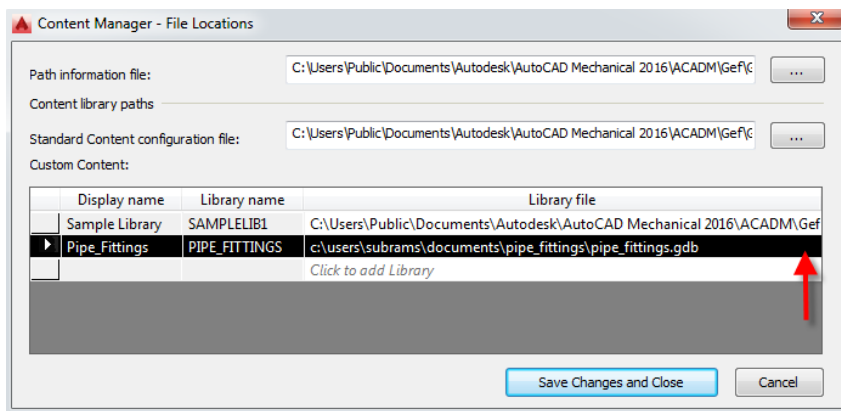 Content Manager - File Locations
Path information file:
C:\Users\Public\Documents\Autodesk\AutoCAD Mechanical 2016\ACADM\Gef\G
...
Content library paths
Standard Content configuration file:
C:\Users\Public\Documents\Autodesk\AutoCAD Mechanical 2016\ACADM\Gef\G
...
Custom Content:
Display name Library name Library file
Sample Library SAMPLELIB1 C:\Users\Public\Documents\Autodesk\AutoCAD Mechanical 2016\ACADM\Gef
Pipe_Fittings PIPE_FITTINGS c:\users\subrams\documents\pipe_fittings\pipe_fittings.gdb
Click to add Library
Save Changes and Close Cancel